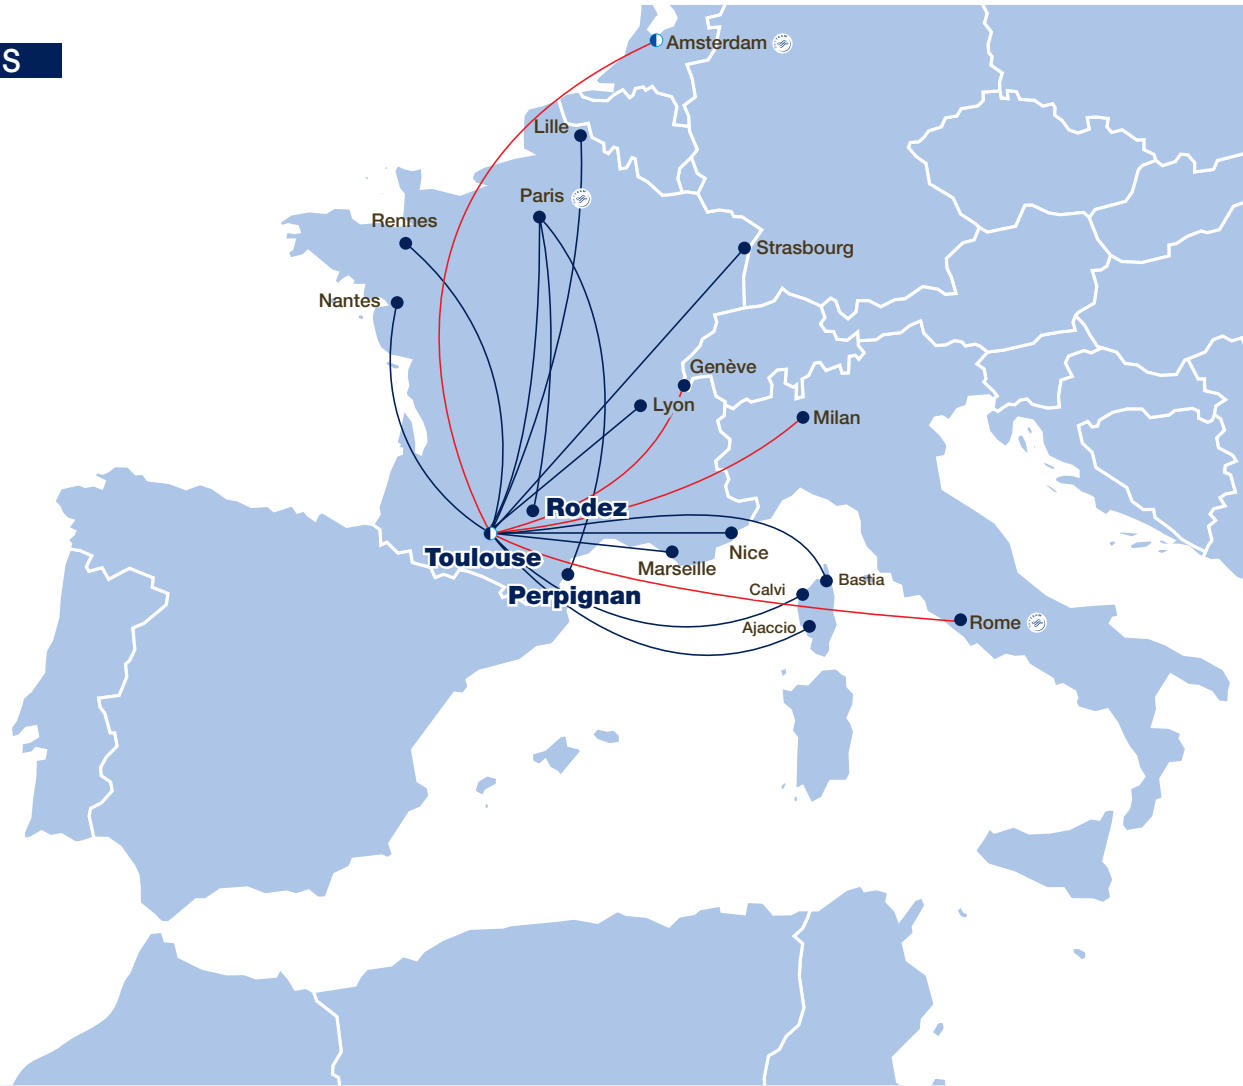 S
Amsterdam
Lille
Paris
Rennes
Strasbourg
Nantes
Genève
Lyon
Milan
Rodez
Toulouse
Nice
Marseille
Perpignan
Calvi
Bastia
Ajaccio
Rome